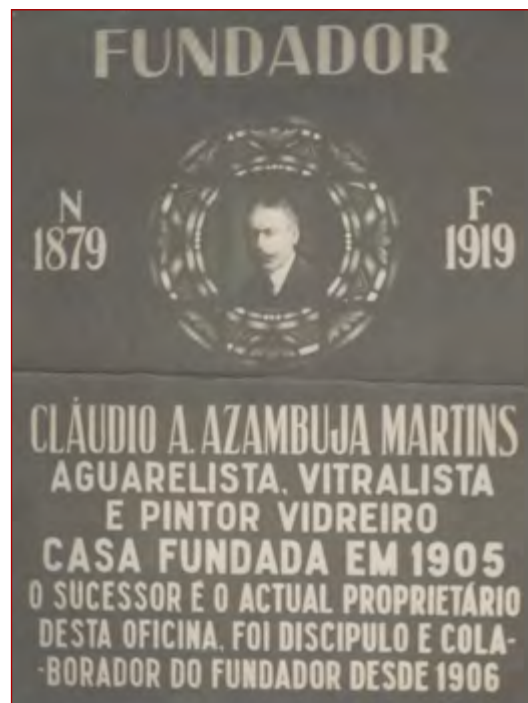 FUNDADOR
N
1879
F
1919
CLÁUDIO A. AZAMBUJA MARTINS
AGUARELISTA, VITRALISTA
E PINTOR VIDREIRO
CASA FUNDADA EM 1905
O SUCESSOR É O ACTUAL PROPRIETÁRIO
DESTA OFICINA, FOI DISCIPULO E COLA-
-BORADOR DO FUNDADOR DESDE 1906